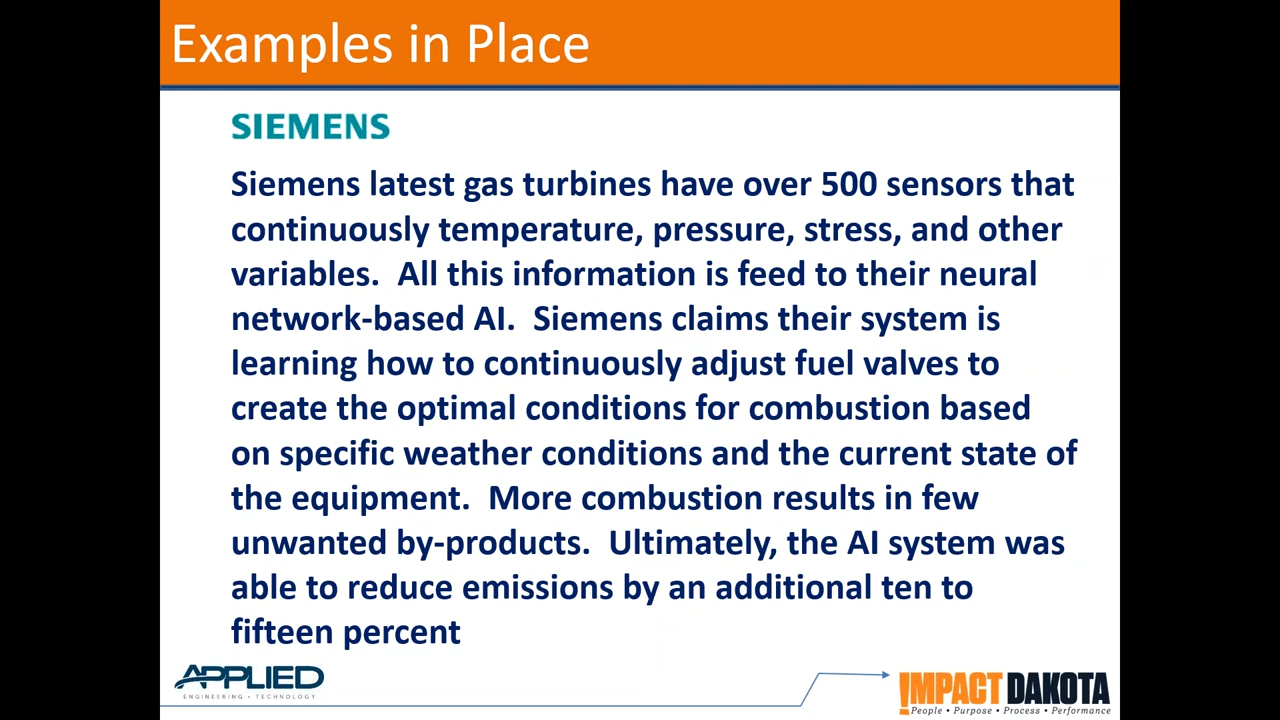 Examples in Place
SIEMENS
Siemens latest gas turbines have over 500 sensors that
continuously temperature, pressure, stress, and other
variables.  All this information is feed to their neural
network-based AI.  Siemens claims their system is
learning how to continuously adjust fuel valves to
create the optimal conditions for combustion based
on specific weather conditions and the current state of
the equipment.  More combustion results in few
unwanted by-products.  Ultimately, the AI system was
able to reduce emissions by an additional ten to
fifteen percent
APPLIED
ENGINEERING • TECHNOLOGY
IMPACT DAKOTA
People • Purpose • Process • Performance